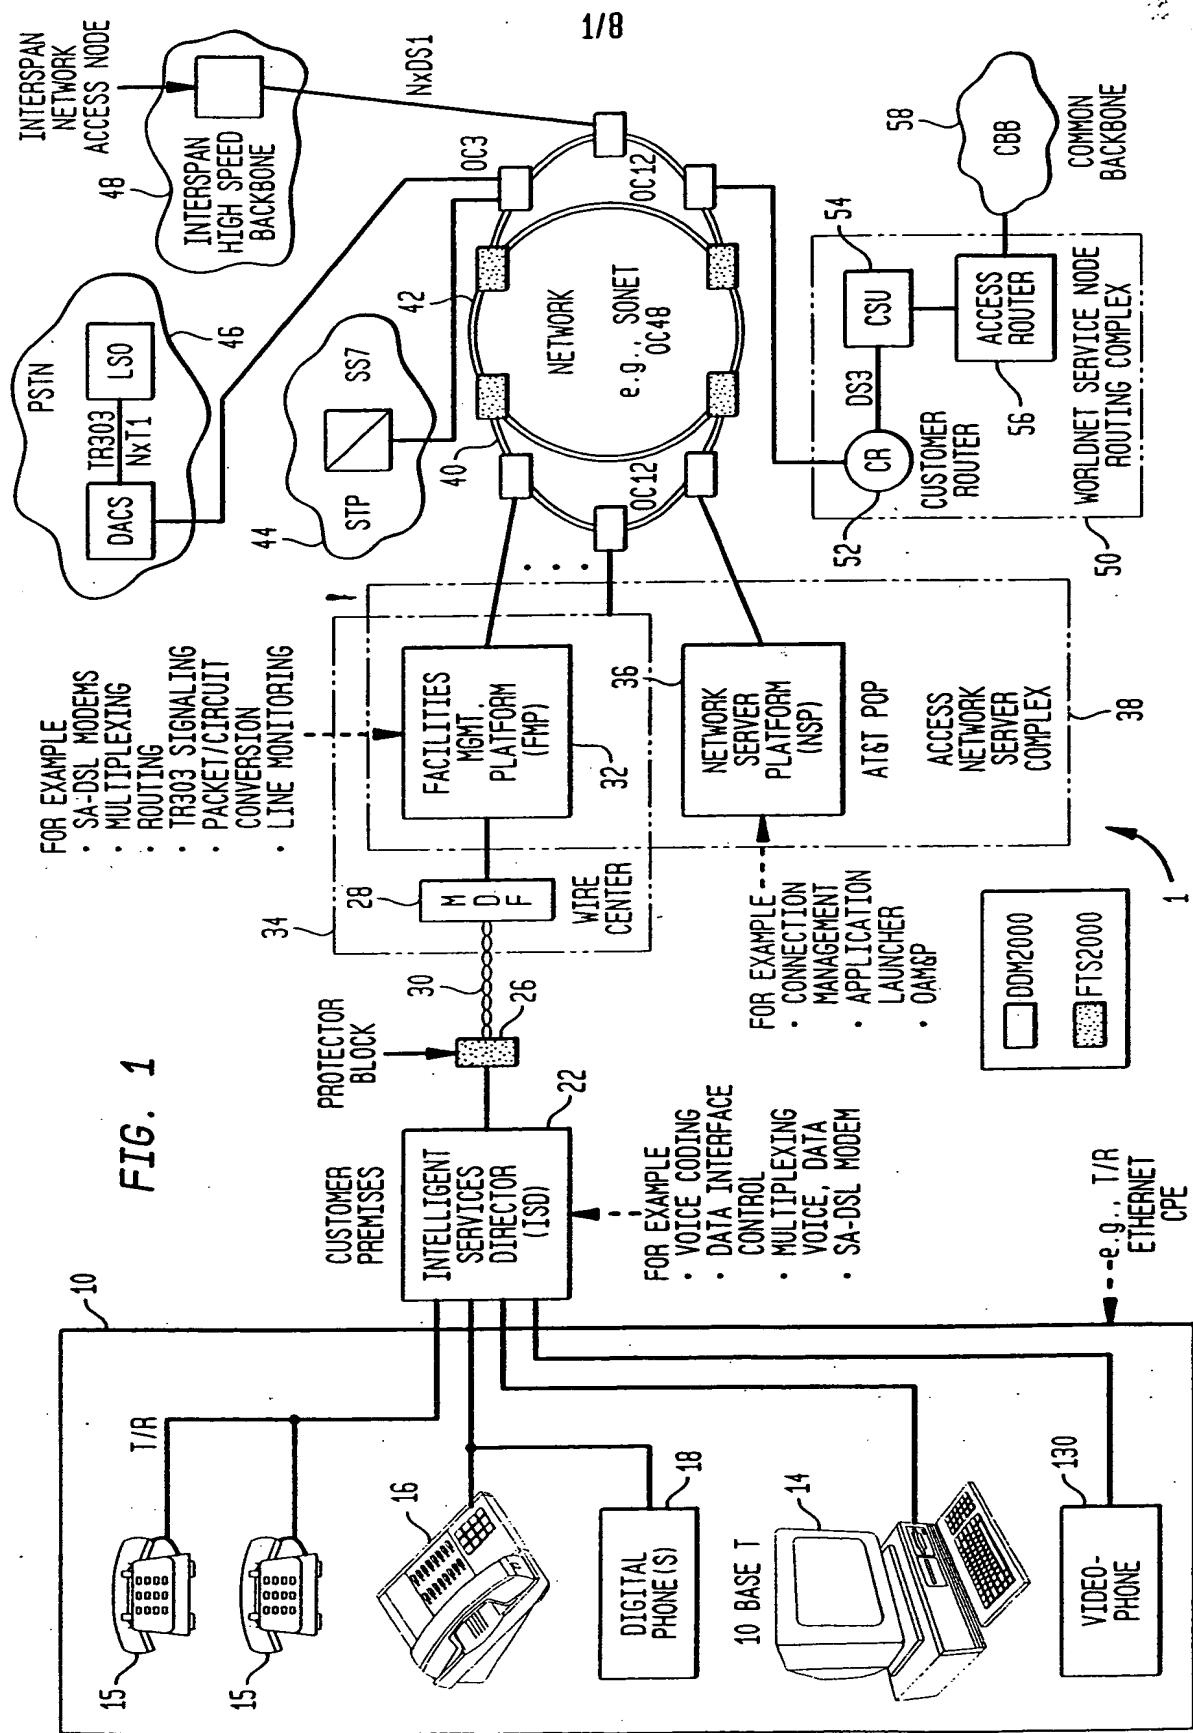 1/8
FIG. 1
10
15
15
T/R
16
DIGITAL
PHONE(S)
18
10 BASE T
14
VIDEO-
PHONE
130
e.g., T/R
ETHERNET
CPE
CUSTOMER
PREMISES
INTELLIGENT
SERVICES
DIRECTOR
(ISD)
22
FOR EXAMPLE
· VOICE CODING
· DATA INTERFACE
CONTROL
· MULTIPLEXING
VOICE, DATA
· SA-DSL MODEM
PROTECTOR
BLOCK
26
30
34
28
M
D
F
WIRE
CENTER
FOR EXAMPLE
· SA-DSL MODEMS
· MULTIPLEXING
· ROUTING
· TR303 SIGNALING
· PACKET/CIRCUIT
CONVERSION
· LINE MONITORING
FACILITIES
MGMT.
PLATFORM
(FMP)
32
36
NETWORK
SERVER
PLATFORM
(NSP)
AT&T POP
ACCESS
NETWORK
SERVER
COMPLEX
38
FOR EXAMPLE
· CONNECTION
MANAGEMENT
· APPLICATION
LAUNCHER
· OAM&P
DDM2000
FTS2000
1
PSTN
DACS
TR303
NxT1
LSO
46
44
STP
SS7
INTERSPAN
NETWORK
ACCESS NODE
48
INTERSPAN
HIGH SPEED
BACKBONE
NxDS1
OC3
40
42
OC12
OC12
NETWORK
e.g., SONET
OC48
CR
52
CUSTOMER
ROUTER
DS3
CSU
54
ACCESS
ROUTER
56
WORLDNET SERVICE NODE
ROUTING COMPLEX
50
CBB
58
COMMON
BACKBONE